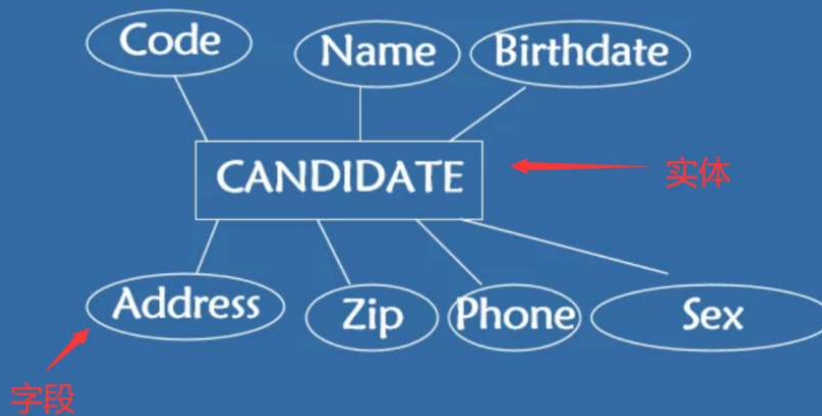 Code
Name
Birthdate
CANDIDATE
实体
Address
Zip
Phone
Sex
字段